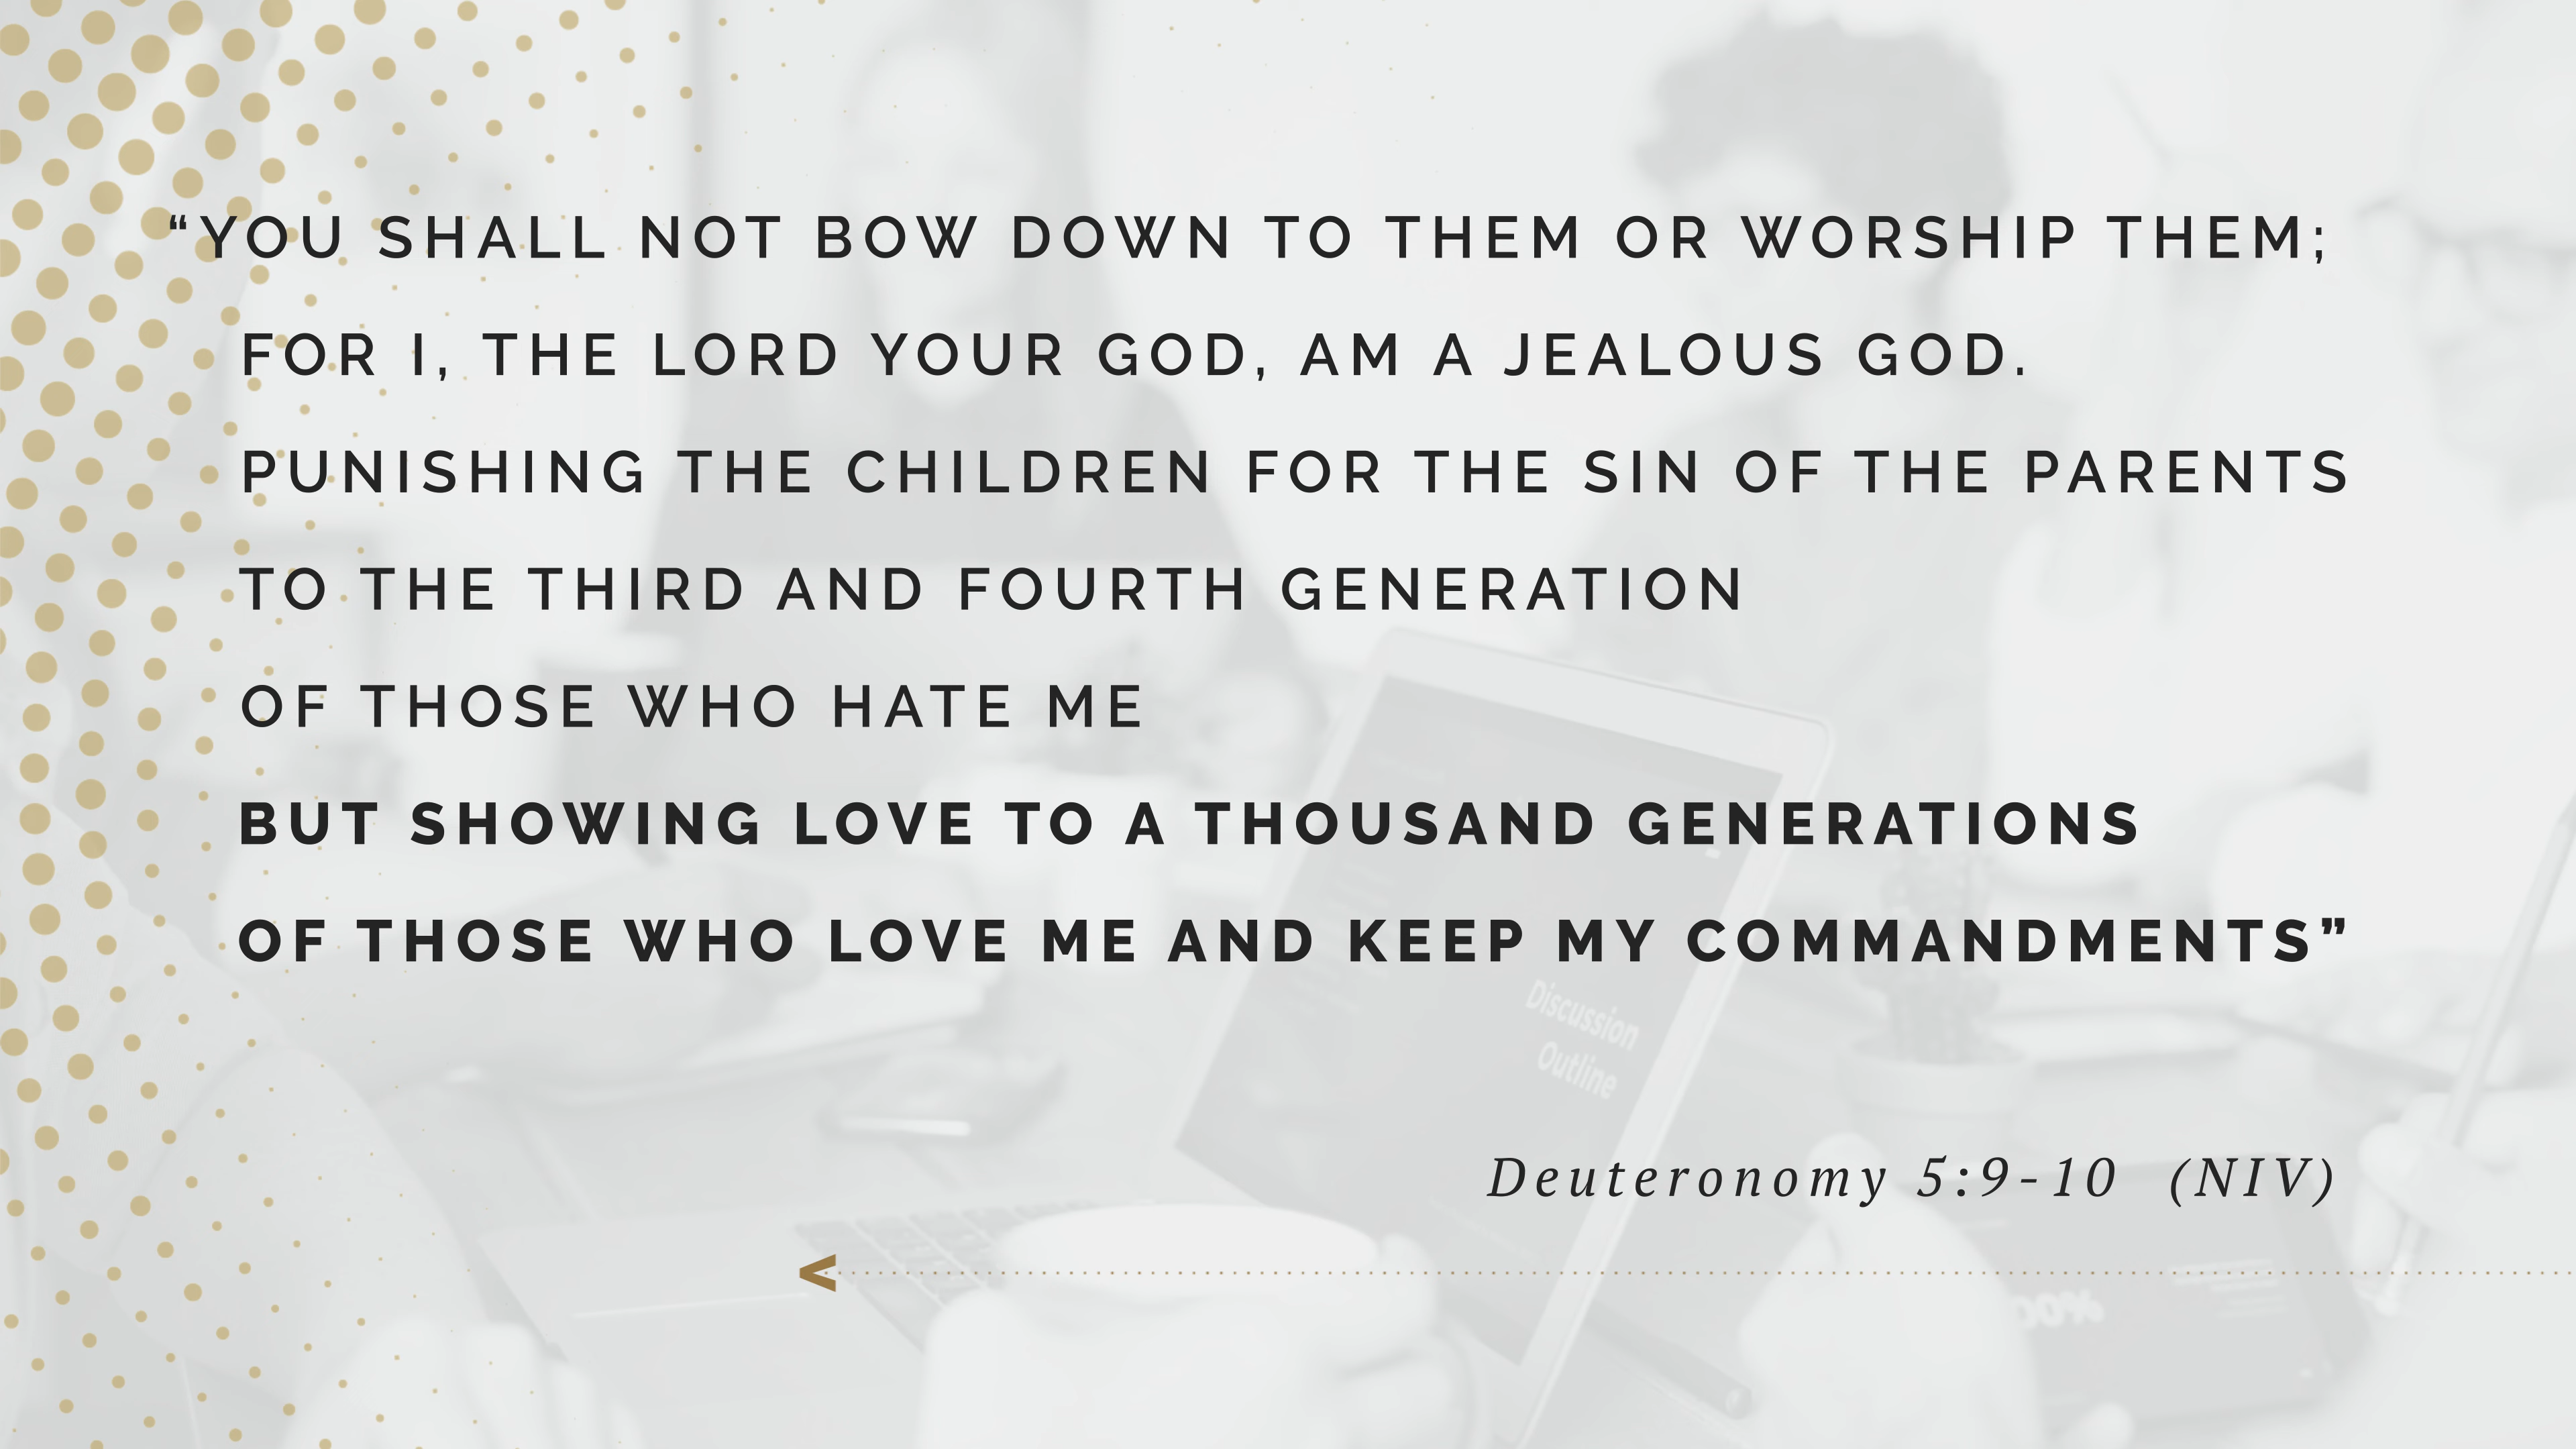 “YOU SHALL NOT BOW DOWN TO THEM OR WORSHIP THEM;
FOR I, THE LORD YOUR GOD, AM A JEALOUS GOD.
PUNISHING THE CHILDREN FOR THE SIN OF THE PARENTS
TO THE THIRD AND FOURTH GENERATION
OF THOSE WHO HATE ME
BUT SHOWING LOVE TO A THOUSAND GENERATIONS
OF THOSE WHO LOVE ME AND KEEP MY COMMANDMENTS”
Discussion
Outline
Deuteronomy 5:9-10 (NIV)